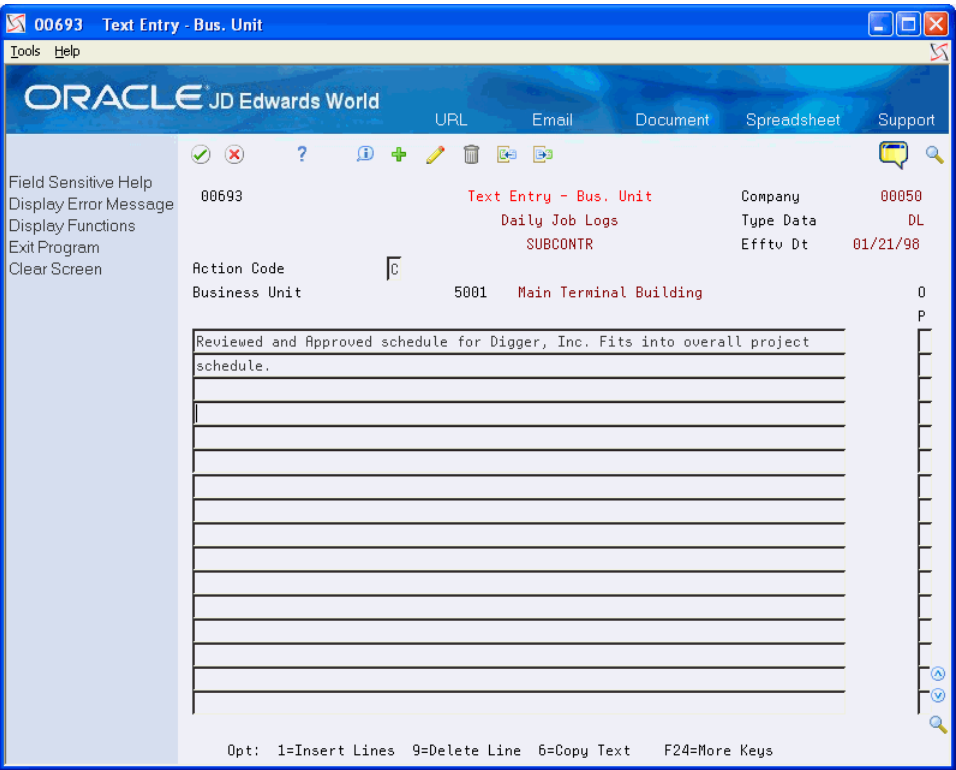 00693 Text Entry - Bus. Unit
Tools Help
ORACLE JD Edwards World
URL Email Document Spreadsheet Support
Field Sensitive Help
Display Error Message
Display Functions
Exit Program
Clear Screen
00693 Text Entry - Bus. Unit Company 00050
Daily Job Logs Type Data DL
SUBCONTR Efftv Dt 01/21/98
Action Code C
Business Unit 5001 Main Terminal Building O
P
Reviewed and Approved schedule for Digger, Inc. Fits into overall project
schedule.
Opt: 1=Insert Lines 9=Delete Line 6=Copy Text F24=More Keys